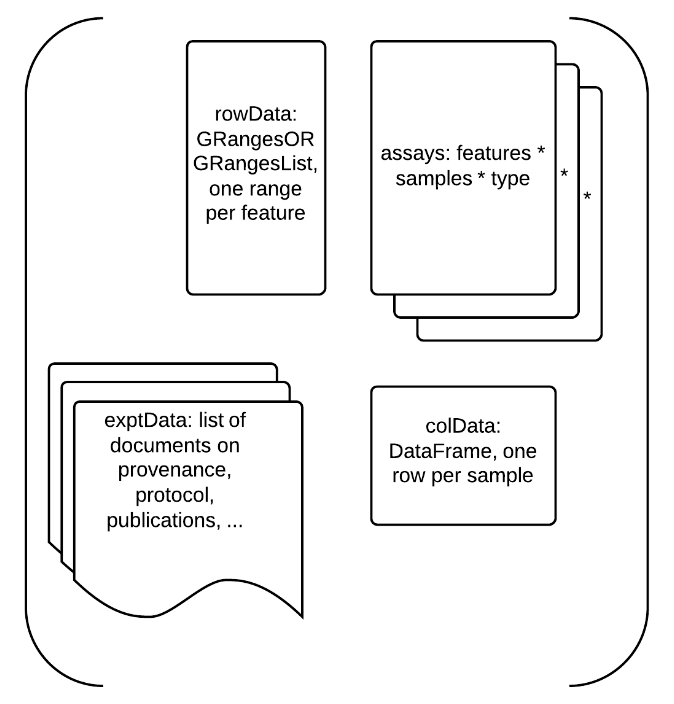 rowData:
GRangesOR
GRangesList,
one range
per feature
assays: features *
samples * type
*
*
exptData: list of
documents on
provenance,
protocol,
publications, ...
colData:
DataFrame, one
row per sample